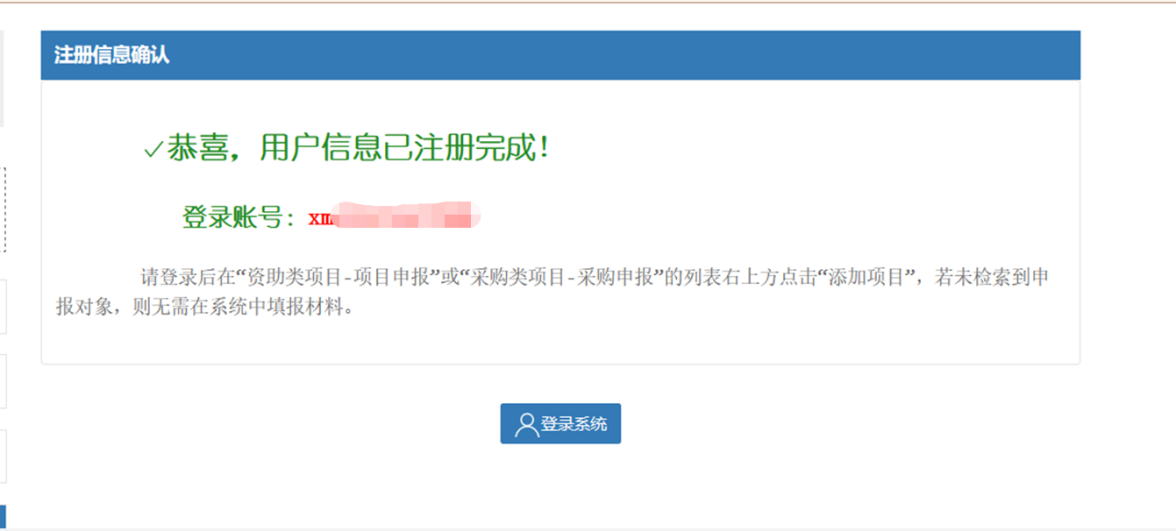 注册信息确认
✓恭喜，用户信息已注册完成！
登录账号：xm
请登录后在“资助类项目-项目申报”或“采购类项目-采购申报”的列表右上方点击“添加项目”，若未检索到申
报对象，则无需在系统中填报材料。
登录系统